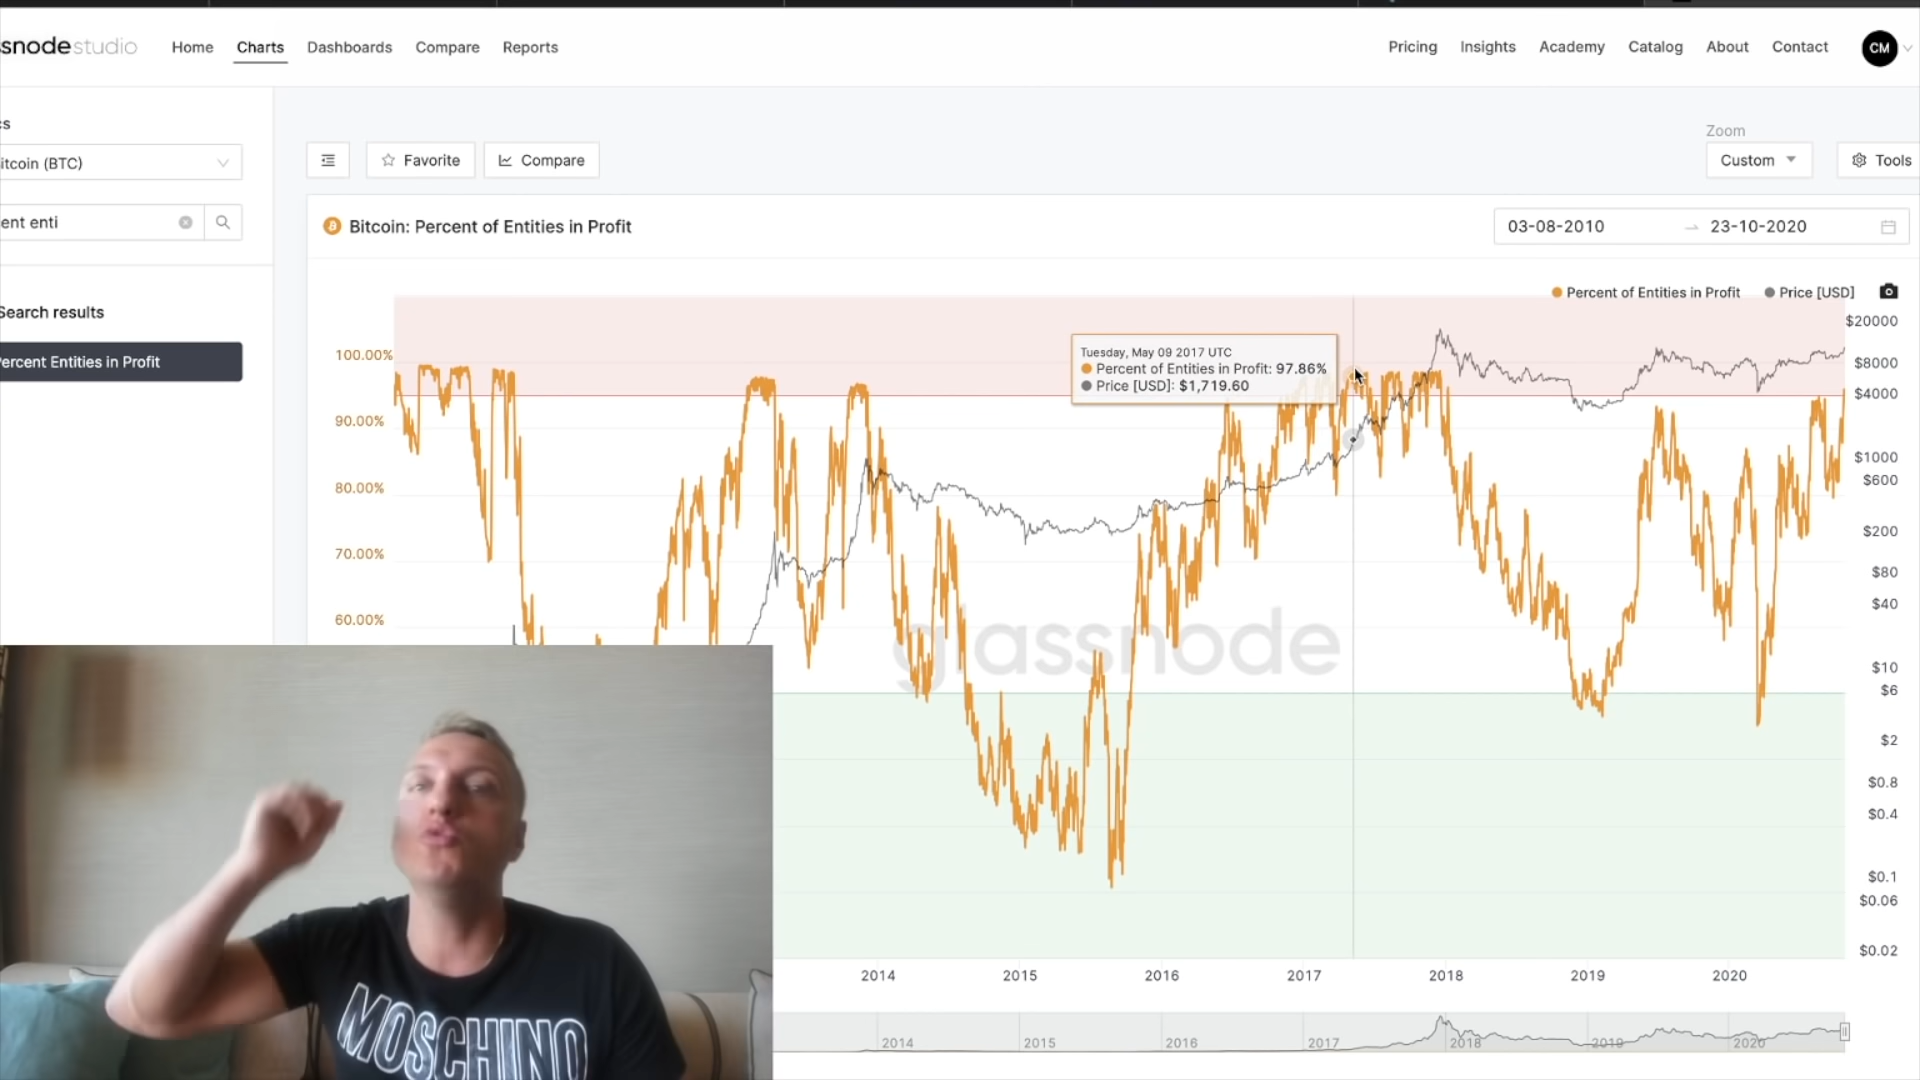 snodestudio Home Charts Dashboards Compare Reports Pricing Insights Academy Catalog About Contact CM
cs
itcoin (BTC)
ent enti
Search results
Percent Entities in Profit
Favorite Compare
Zoom
Custom Tools
Bitcoin: Percent of Entities in Profit
03-08-2010 → 23-10-2020
Percent of Entities in Profit Price [USD]
Tuesday, May 09 2017 UTC
Percent of Entities in Profit: 97.86%
Price [USD]: $1,719.60
100.00%
90.00%
80.00%
70.00%
60.00%
$20000
$8000
$4000
$1000
$600
$200
$80
$40
$10
$6
$2
$0.8
$0.4
$0.1
$0.06
$0.02
glassnode
2014 2015 2016 2017 2018 2019 2020
2014 2015 2016 2017 2018 2019 2020
MOSCHINO